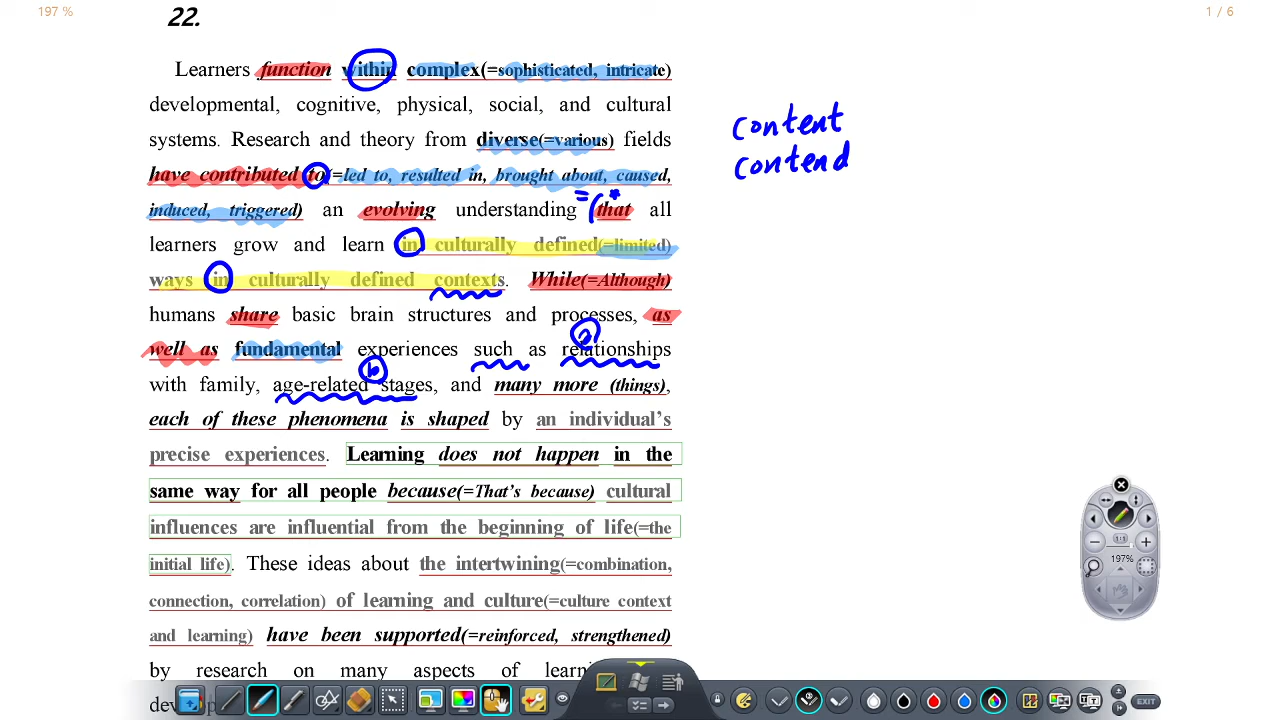 197 %
1 / 6
22.
Learners function within complex(=sophisticated, intricate)
developmental, cognitive, physical, social, and cultural
systems. Research and theory from diverse(=various) fields
have contributed to(=led to, resulted in, brought about, caused,
induced, triggered) an evolving understanding =(* that all
learners grow and learn in culturally defined(=limited)
ways in culturally defined contexts. While(=Although)
humans share basic brain structures and processes, as
well as fundamental experiences such as relationships
with family, age-related stages, and many more (things),
each of these phenomena is shaped by an individual's
precise experiences. Learning does not happen in the
same way for all people because(=That's because) cultural
influences are influential from the beginning of life(=the
initial life). These ideas about the intertwining(=combination,
connection, correlation) of learning and culture(=culture context
and learning) have been supported(=reinforced, strengthened)
by research on many aspects of
content
contend
a
b
1:1
197%
EXIT